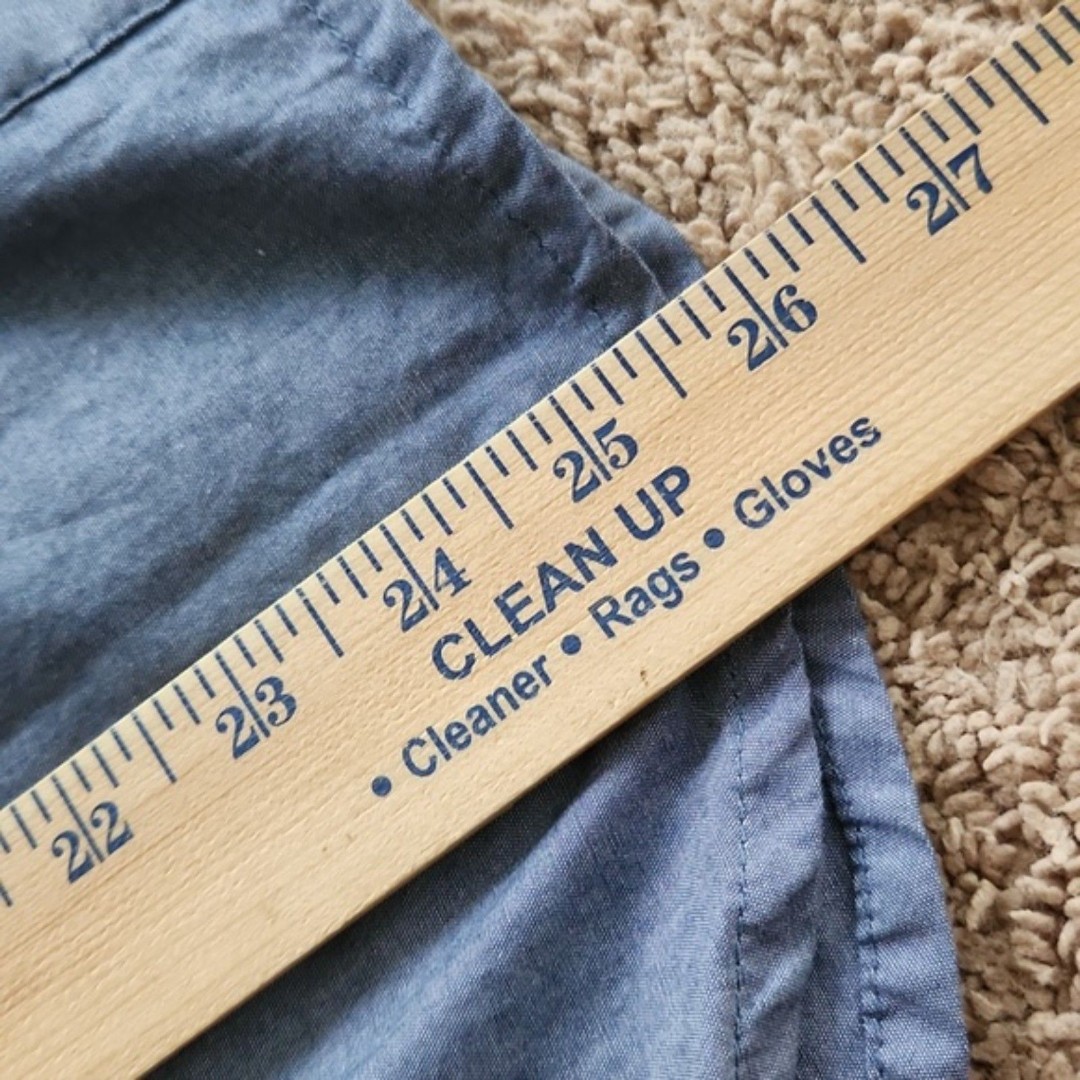 22 23 24 25 26 27
CLEAN UP
• Cleaner • Rags • Gloves